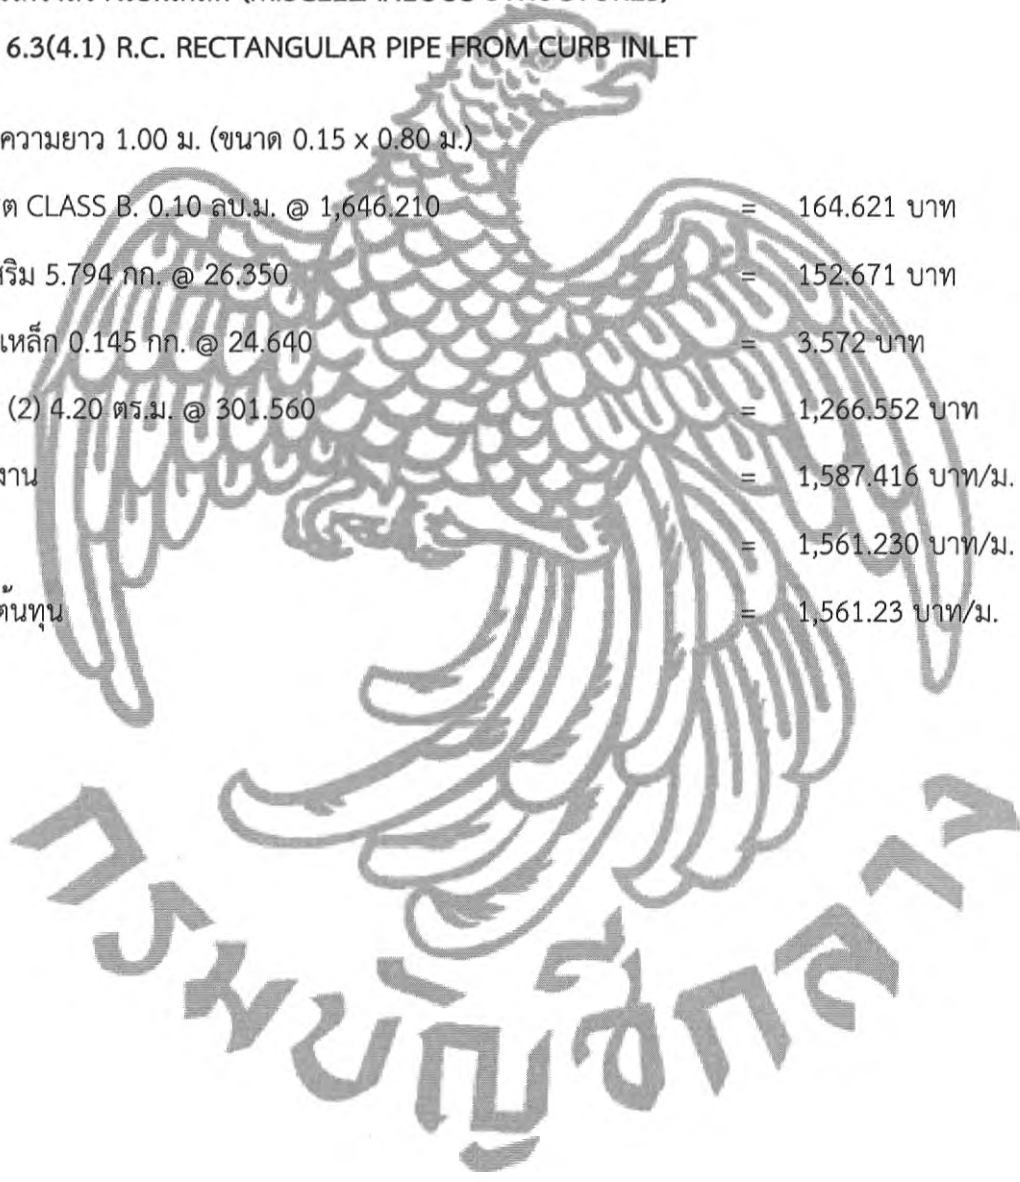 (MISCELLANEOUS STRUCTURES)
6.3(4.1) R.C. RECTANGULAR PIPE FROM CURB INLET
ความยาว 1.00 ม. (ขนาด 0.15 x 0.80 ม.)
ต CLASS B. 0.10 ลบ.ม. @ 1,646.210 = 164.621 บาท
สริม 5.794 กก. @ 26.350 = 152.671 บาท
เหล็ก 0.145 กก. @ 24.640 = 3.572 บาท
(2) 4.20 ตร.ม. @ 301.560 = 1,266.552 บาท
งาน = 1,587.416 บาท/ม.
= 1,561.230 บาท/ม.
ต้นทุน = 1,561.23 บาท/ม.
กรมบัญชีกลาง